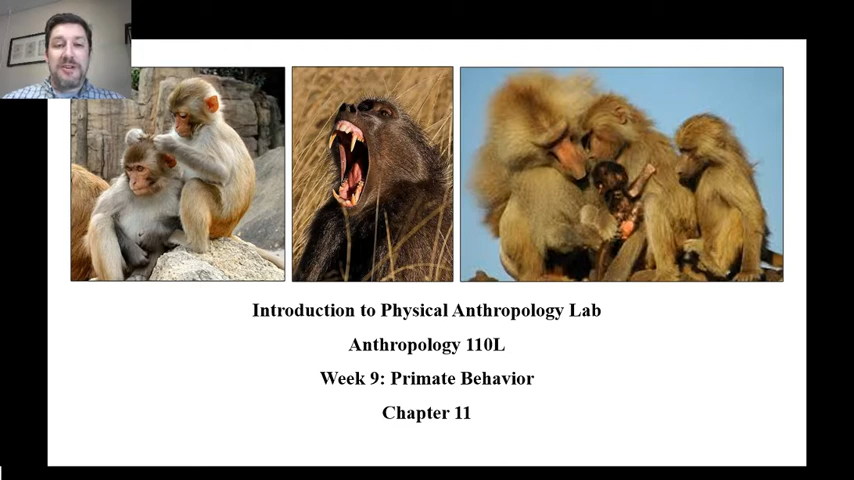 Introduction to Physical Anthropology Lab
Anthropology 110L
Week 9: Primate Behavior
Chapter 11